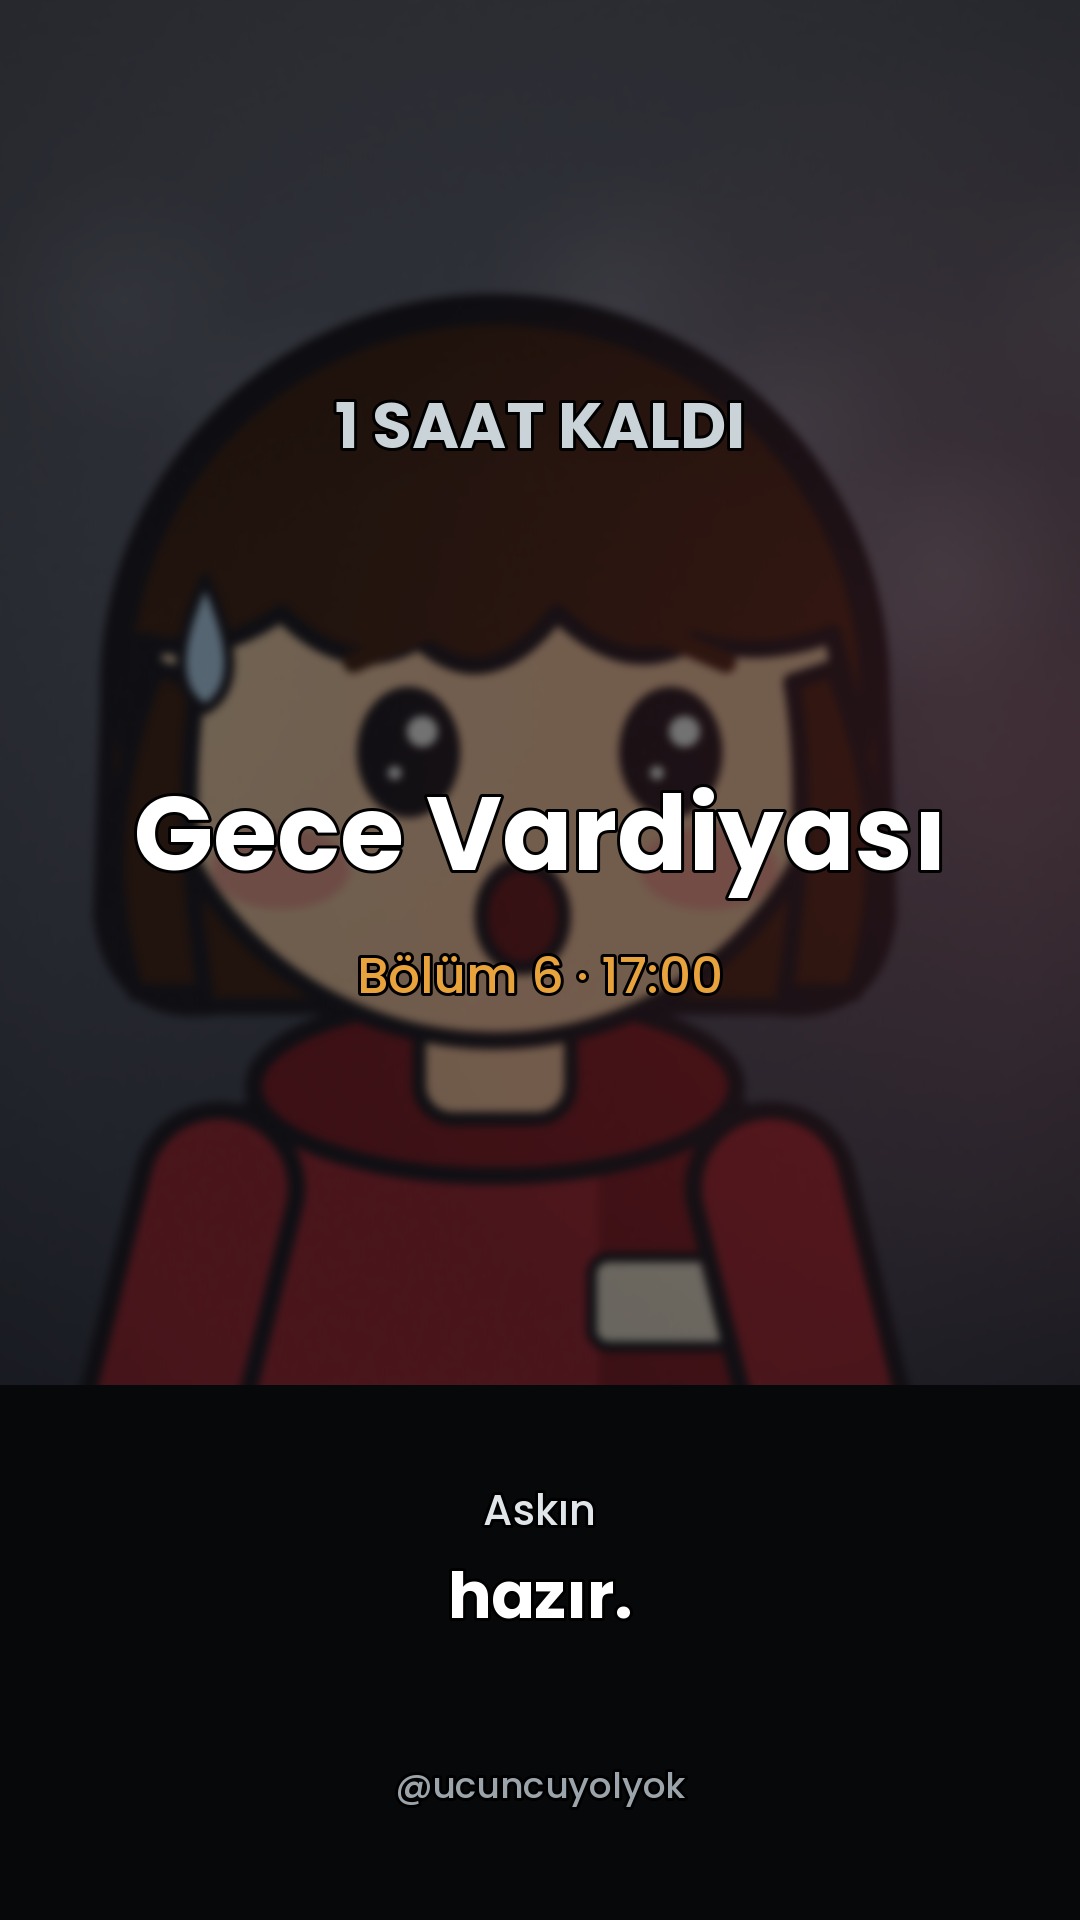 1 SAAT KALDI
Gece Vardiyası
Bölüm 6 · 17:00
Askın
hazır.
@ucuncuyolyok